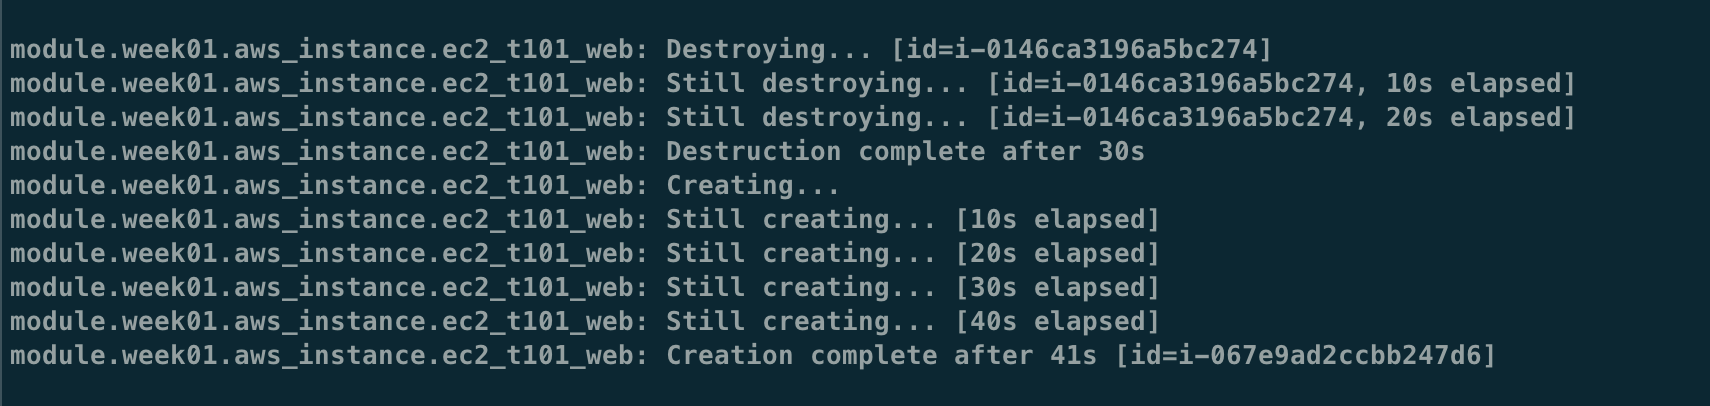 module.week01.aws_instance.ec2_t101_web: Destroying... [id=i-0146ca3196a5bc274]
module.week01.aws_instance.ec2_t101_web: Still destroying... [id=i-0146ca3196a5bc274, 10s elapsed]
module.week01.aws_instance.ec2_t101_web: Still destroying... [id=i-0146ca3196a5bc274, 20s elapsed]
module.week01.aws_instance.ec2_t101_web: Destruction complete after 30s
module.week01.aws_instance.ec2_t101_web: Creating...
module.week01.aws_instance.ec2_t101_web: Still creating... [10s elapsed]
module.week01.aws_instance.ec2_t101_web: Still creating... [20s elapsed]
module.week01.aws_instance.ec2_t101_web: Still creating... [30s elapsed]
module.week01.aws_instance.ec2_t101_web: Still creating... [40s elapsed]
module.week01.aws_instance.ec2_t101_web: Creation complete after 41s [id=i-067e9ad2ccbb247d6]